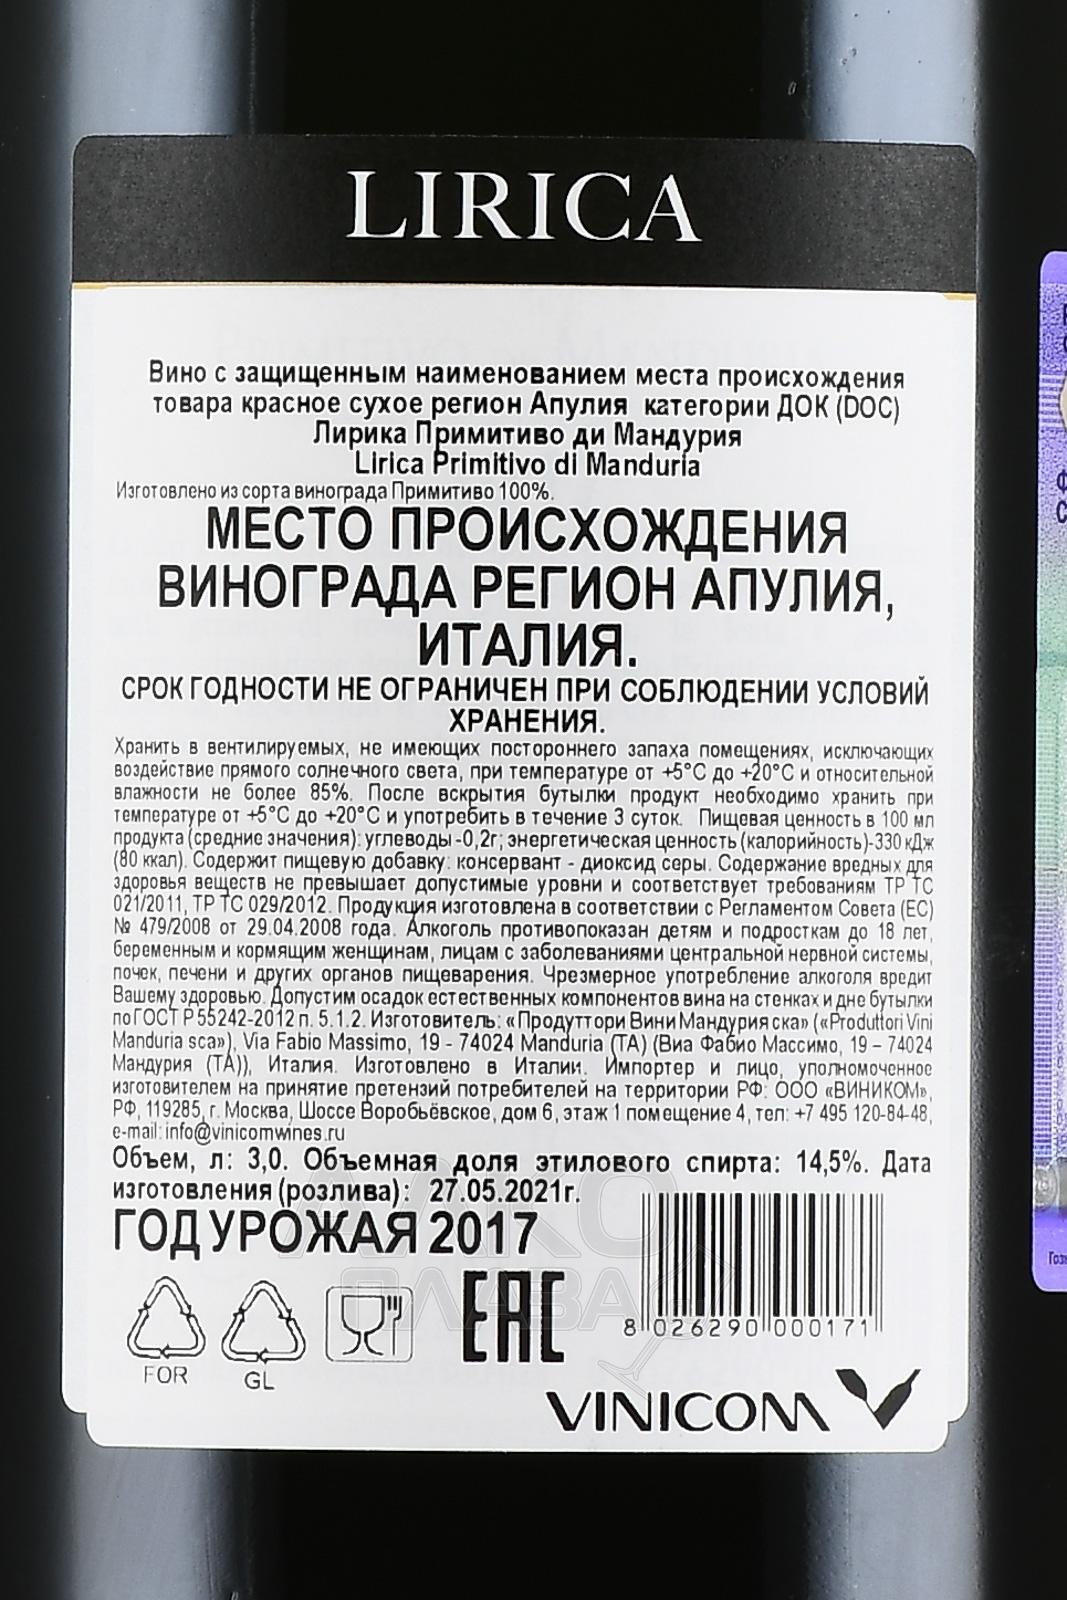 LIRICA
Вино с защищенным наименованием места происхождения
товара красное сухое регион Апулия категории ДОК (DOC)
Лирика Примитиво ди Мандурия
Lirica Primitivo di Manduria
Изготовлено из сорта винограда Примитиво 100%.
МЕСТО ПРОИСХОЖДЕНИЯ
ВИНОГРАДА РЕГИОН АПУЛИЯ,
ИТАЛИЯ.
СРОК ГОДНОСТИ НЕ ОГРАНИЧЕН ПРИ СОБЛЮДЕНИИ УСЛОВИЙ
ХРАНЕНИЯ.
Хранить в вентилируемых, не имеющих постороннего запаха помещениях, исключающих
воздействие прямого солнечного света, при температуре от +5°C до +20°C и относительной
влажности не более 85%. После вскрытия бутылки продукт необходимо хранить при
температуре от +5°C до +20°C и употребить в течение 3 суток. Пищевая ценность в 100 мл
продукта (средние значения): углеводы -0,2г; энергетическая ценность (калорийность)-330 кДж
(80 ккал). Содержит пищевую добавку: консервант - диоксид серы. Содержание вредных для
здоровья веществ не превышает допустимые уровни и соответствует требованиям ТР ТС
021/2011, ТР ТС 029/2012. Продукция изготовлена в соответствии с Регламентом Совета (ЕС)
№ 479/2008 от 29.04.2008 года. Алкоголь противопоказан детям и подросткам до 18 лет,
беременным и кормящим женщинам, лицам с заболеваниями центральной нервной системы,
почек, печени и других органов пищеварения. Чрезмерное употребление алкоголя вредит
Вашему здоровью. Допустим осадок естественных компонентов вина на стенках и дне бутылки
по ГОСТ Р 55242-2012 п. 5.1.2. Изготовитель: «Продуттори Вини Мандурия ска» («Produttori Vini
Manduria sca»), Via Fabio Massimo, 19 - 74024 Manduria (TA) (Виа Фабио Массимо, 19 – 74024
Мандурия (ТА)), Италия. Изготовлено в Италии. Импортер и лицо, уполномоченное
изготовителем на принятие претензий потребителей на территории РФ: ООО «ВИНИКОМ»,
РФ, 119285, г. Москва, Шоссе Воробьёвское, дом 6, этаж 1 помещение 4, тел: +7 495 120-84-48,
e-mail: info@vinicomwines.ru
Объем, л: 3,0. Объемная доля этилового спирта: 14,5%. Дата
изготовления (розлива): 27.05.2021г.
ГОД УРОЖАЯ 2017
АЛКО
ПЛАЗА
FOR
GL
ЕАС
8 026290 000171
VINICOM